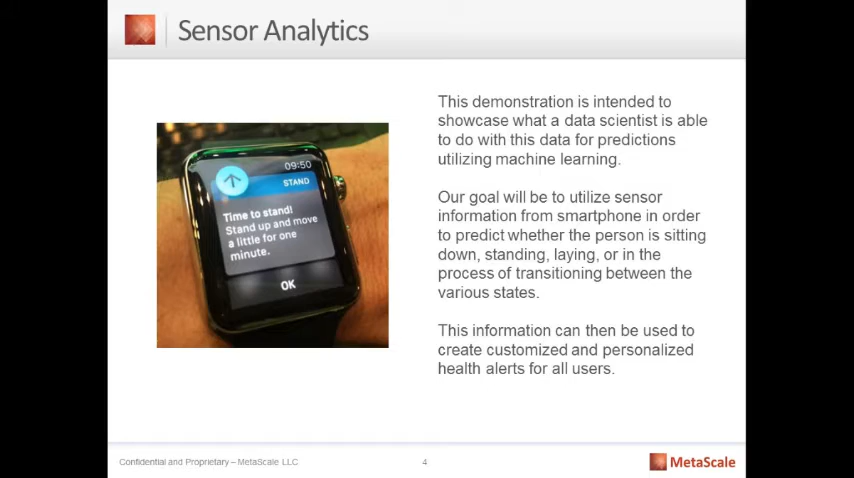 Sensor Analytics
09:50
STAND
Time to stand!
Stand up and move
a little for one
minute.
OK
This demonstration is intended to
showcase what a data scientist is able
to do with this data for predictions
utilizing machine learning.
Our goal will be to utilize sensor
information from smartphone in order
to predict whether the person is sitting
down, standing, laying, or in the
process of transitioning between the
various states.
This information can then be used to
create customized and personalized
health alerts for all users.
Confidential and Proprietary – MetaScale LLC
4
MetaScale